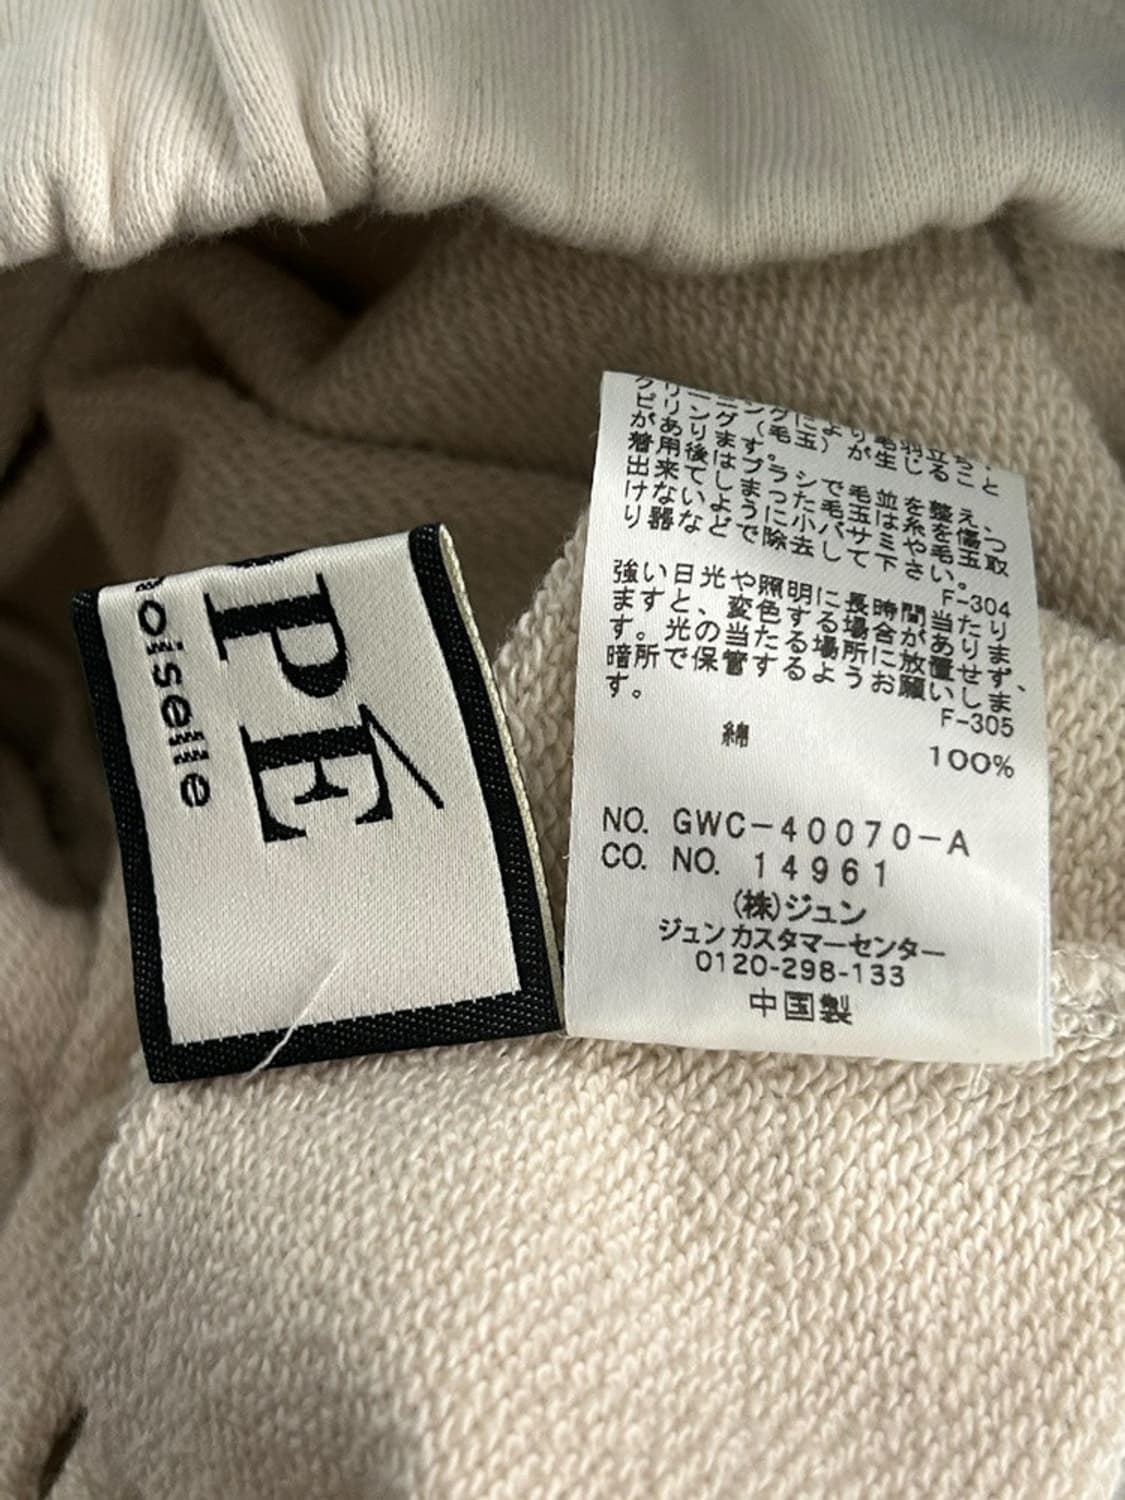 PÉ
oiselle
クリーニングにより毛羽立ち、
ピリング（毛玉）が生じること
があります。
着用後はブラシで毛並を整え、
出来てしまった毛玉は糸を傷つ
けないように小バサミや毛玉取
り器などで除去して下さい。
F-304
強い日光や照明に長時間当たり
ますと、変色する場合がありま
す。光の当たる場所に放置せず、
暗所で保管するようお願いしま
す。
F-305
綿 100%
NO. GWC-40070-A
CO. NO. 14961
(株)ジュン
ジュンカスタマーセンター
0120-298-133
中国製